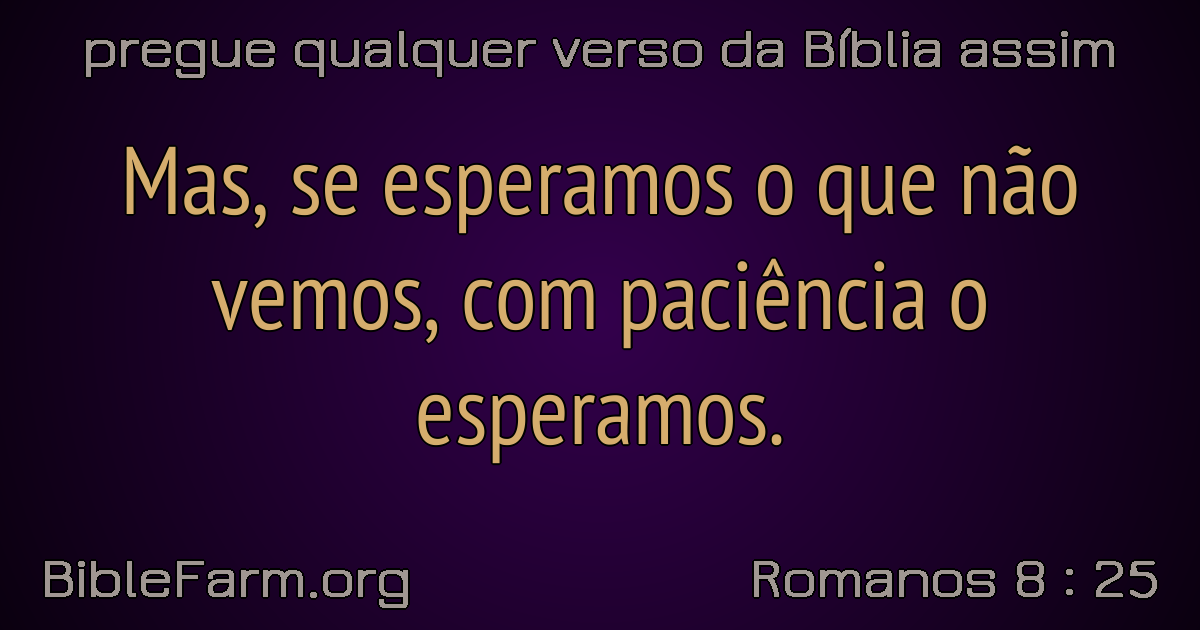 pregue qualquer verso da Bíblia assim
Mas, se esperamos o que não
vemos, com paciência o
esperamos.
BibleFarm.org
Romanos 8 : 25